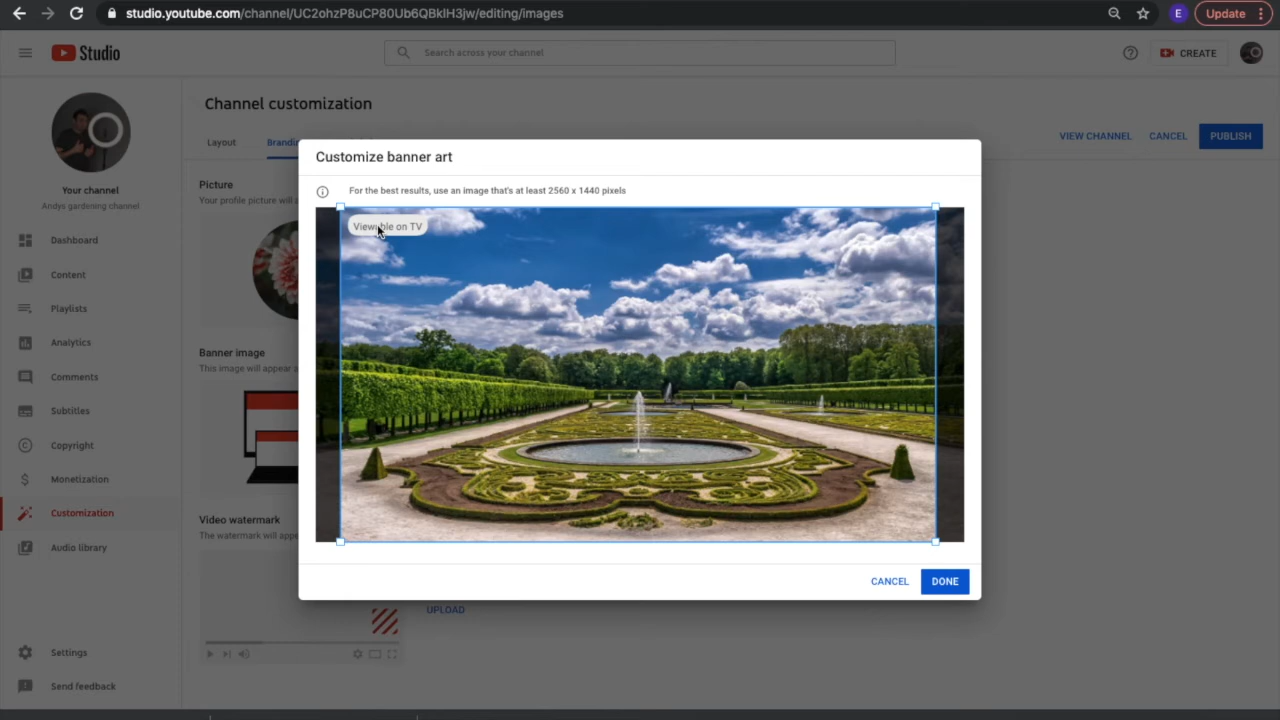 studio.youtube.com/channel/UC2ohzP8uCP80Ub6QBkIH3jw/editing/images
E
Update
Studio
Search across your channel
CREATE
Channel customization
Layout
VIEW CHANNEL
CANCEL
PUBLISH
Your channel
Andys gardening channel
Dashboard
Content
Playlists
Analytics
Comments
Subtitles
Copyright
Monetization
Customization
Audio library
Settings
Send feedback
Picture
Your profile picture will
Banner image
This image will appear
Video watermark
The watermark will
UPLOAD
Customize banner art
For the best results, use an image that's at least 2560 x 1440 pixels
Viewable on TV
CANCEL
DONE